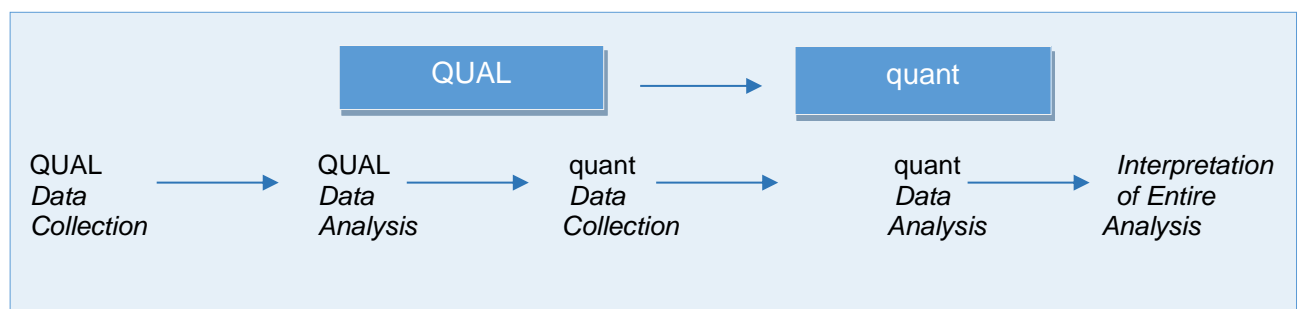 QUAL
quant
QUAL
Data
Collection
QUAL
Data
Analysis
quant
Data
Collection
quant
Data
Analysis
Interpretation
of Entire
Analysis